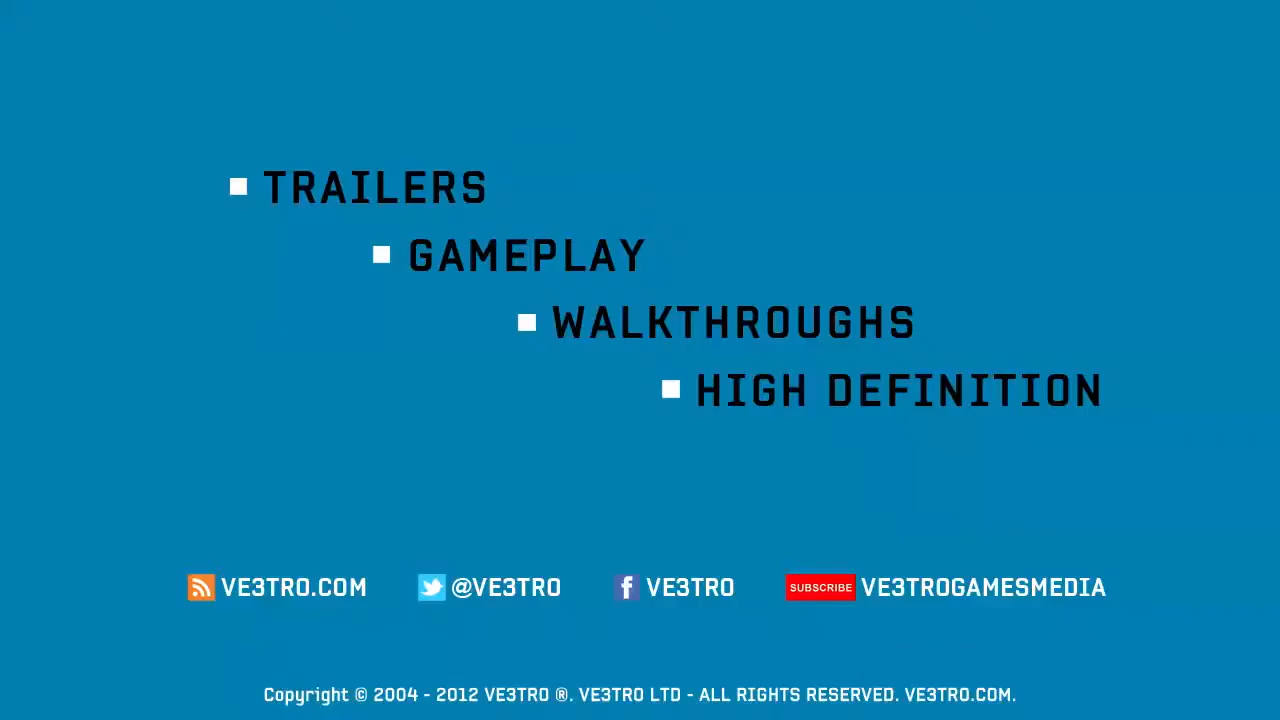 TRAILERS
GAMEPLAY
WALKTHROUGHS
HIGH DEFINITION
VE3TRO.COM @VE3TRO f VE3TRO SUBSCRIBE VE3TROGAMESMEDIA
Copyright © 2004 - 2012 VE3TRO ®. VE3TRO LTD - ALL RIGHTS RESERVED. VE3TRO.COM.